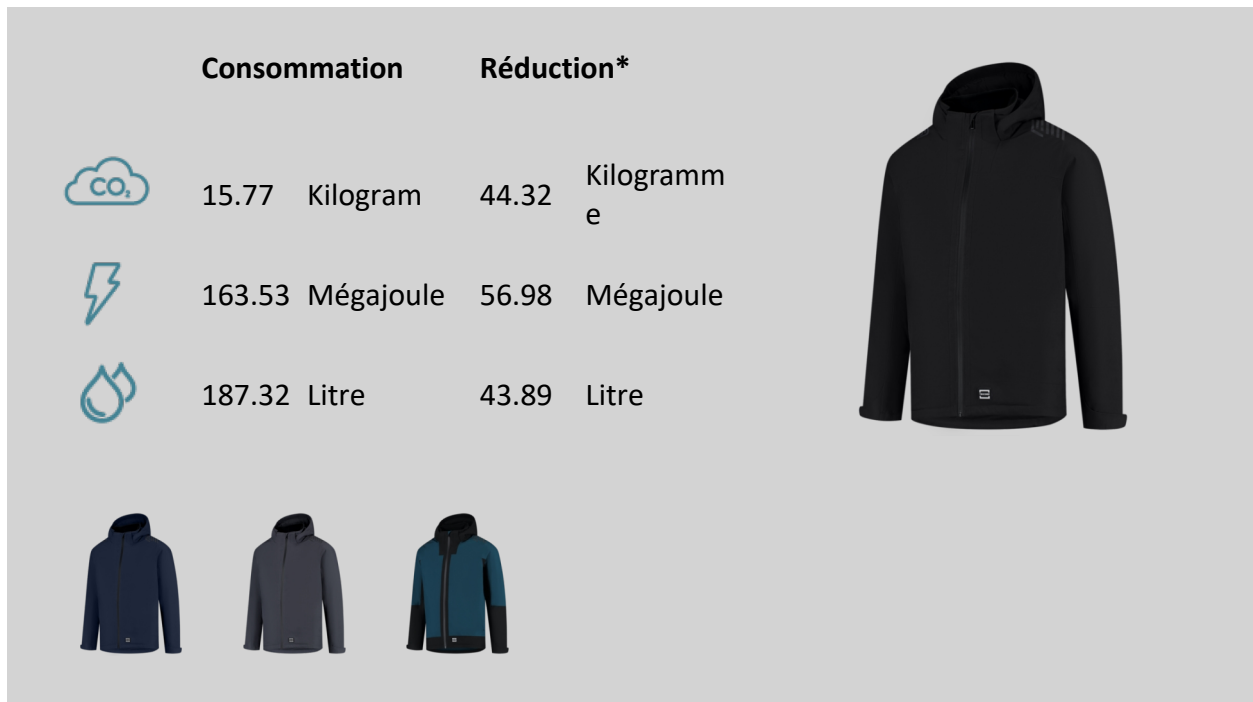 Consommation Réduction*
CO₂ 15.77 Kilogram 44.32 Kilogramm
e
163.53 Mégajoule 56.98 Mégajoule
187.32 Litre 43.89 Litre